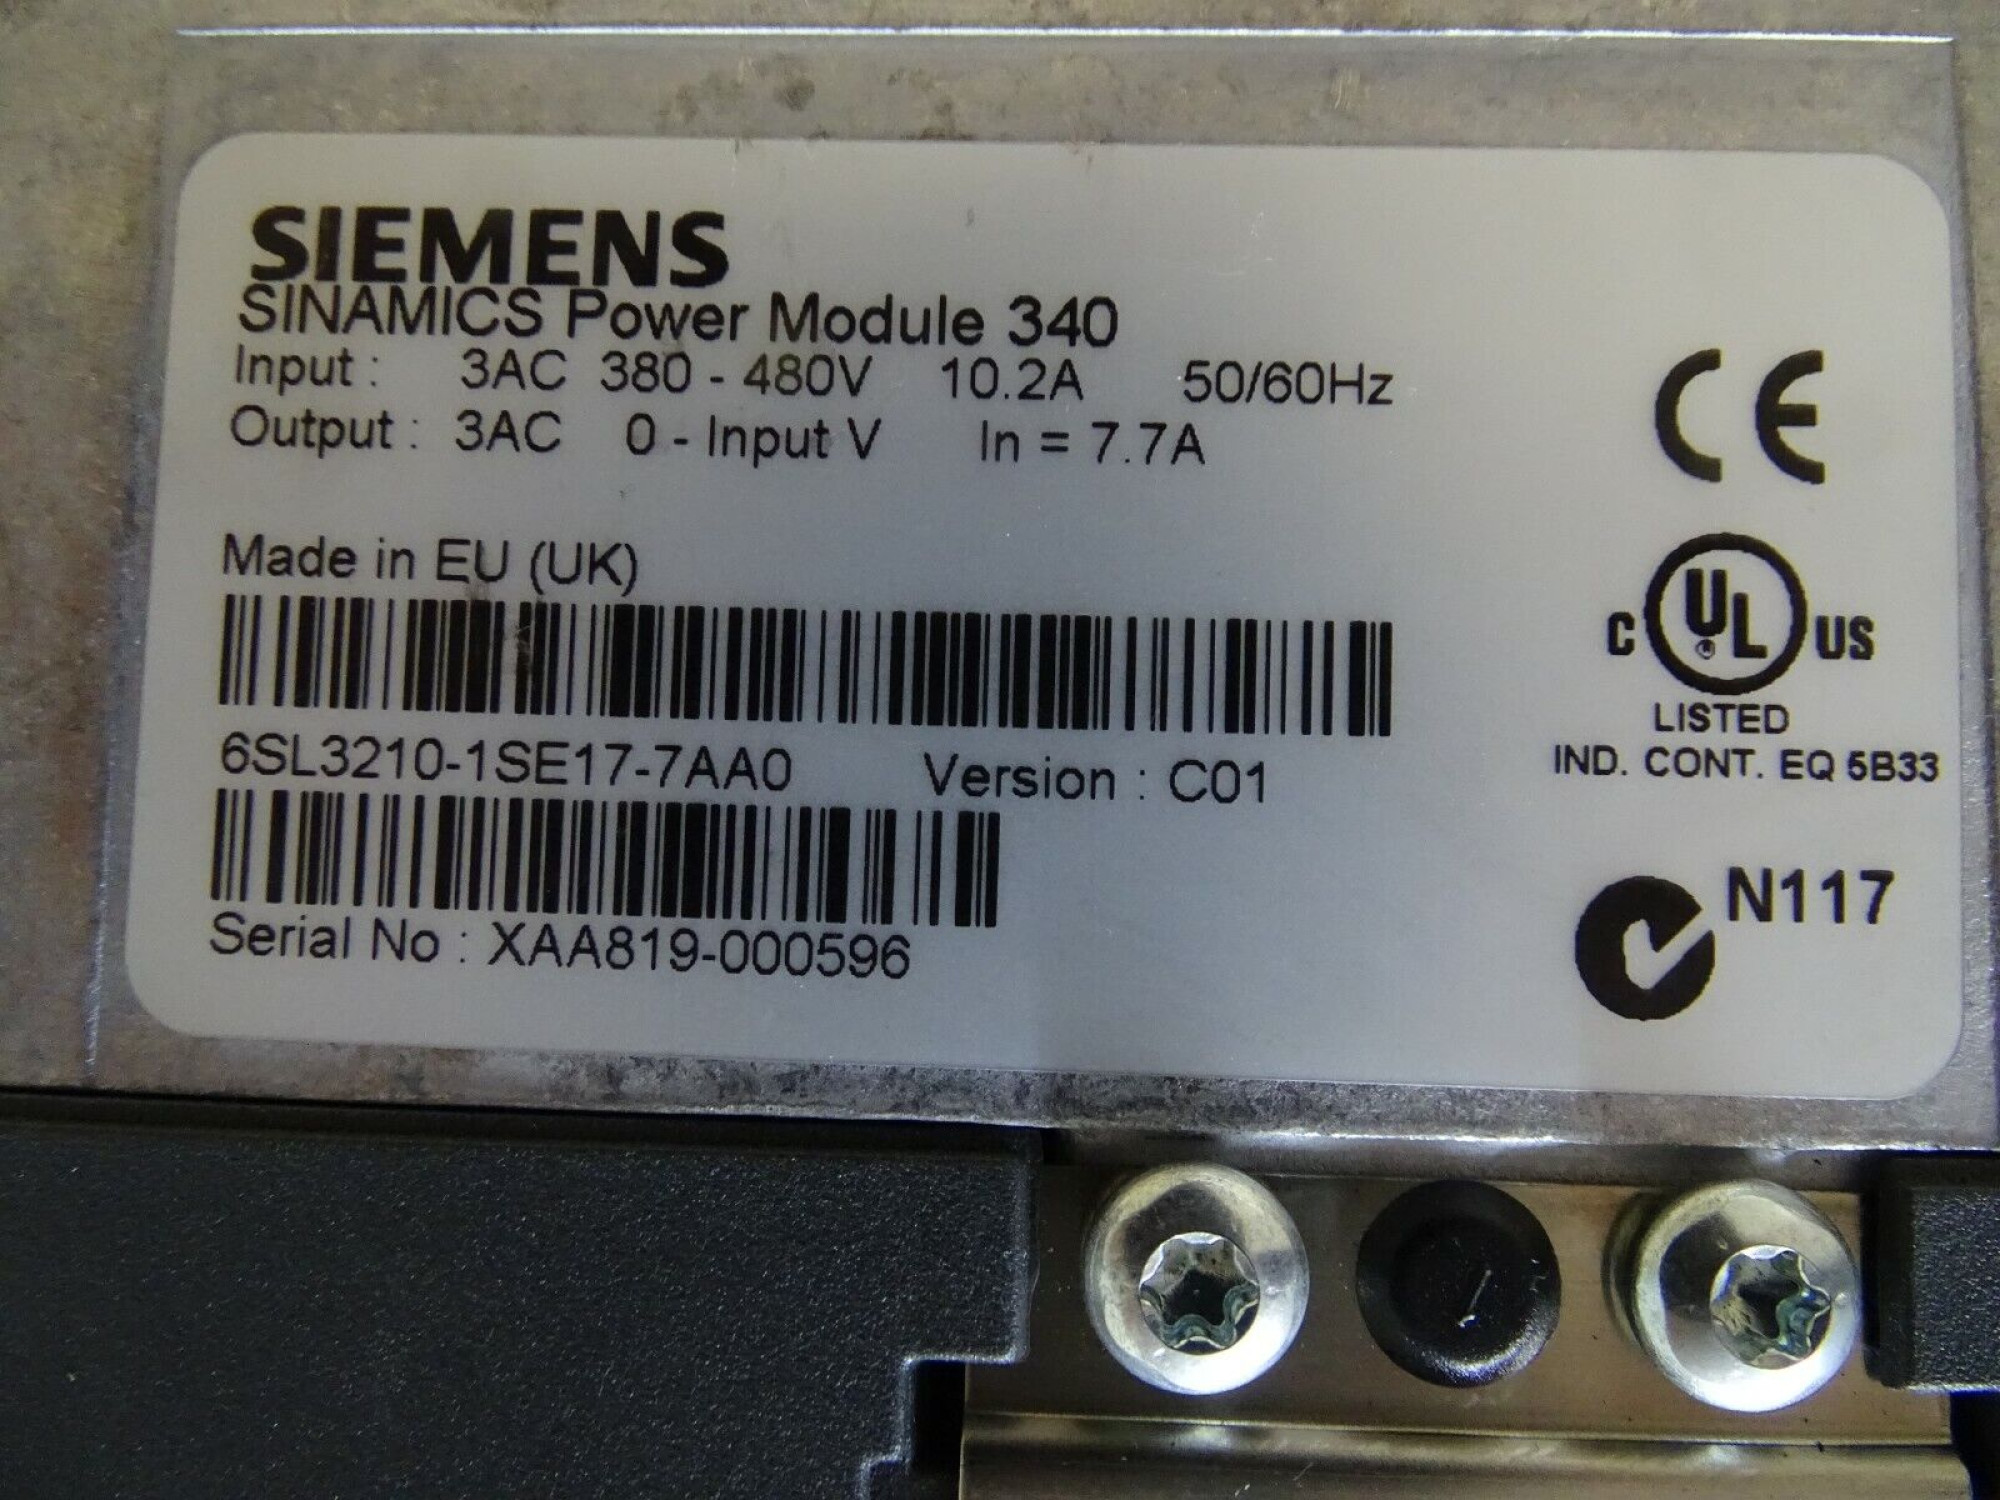 SIEMENS
SINAMICS Power Module 340
Input : 3AC 380 - 480V 10.2A 50/60Hz
Output : 3AC 0 - Input V In = 7.7A
CE
Made in EU (UK)
C UL US
LISTED
IND. CONT. EQ 5B33
6SL3210-1SE17-7AA0 Version : C01
N117
Serial No : XAA819-000596